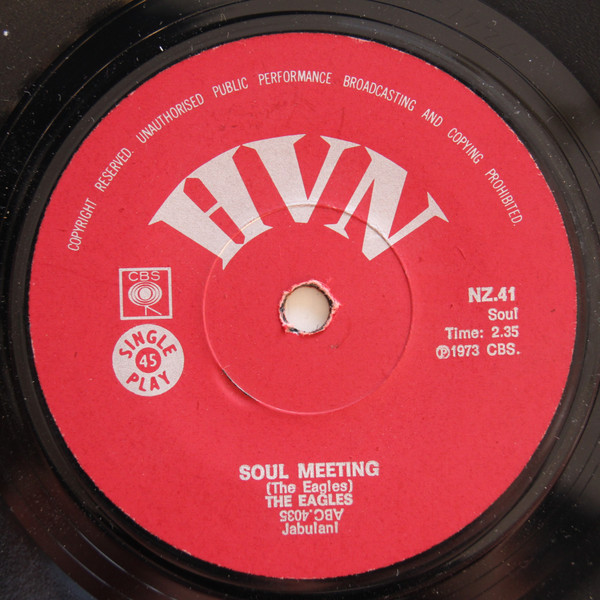 COPYRIGHT RESERVED. UNAUTHORISED PUBLIC PERFORMANCE BROADCASTING AND COPYING PROHIBITED.
HVN
CBS
SINGLE
45
PLAY
NZ.41
Soul
Time: 2.35
℗1973 CBS.
SOUL MEETING
(The Eagles)
THE EAGLES
ABC.4035
Jabulani